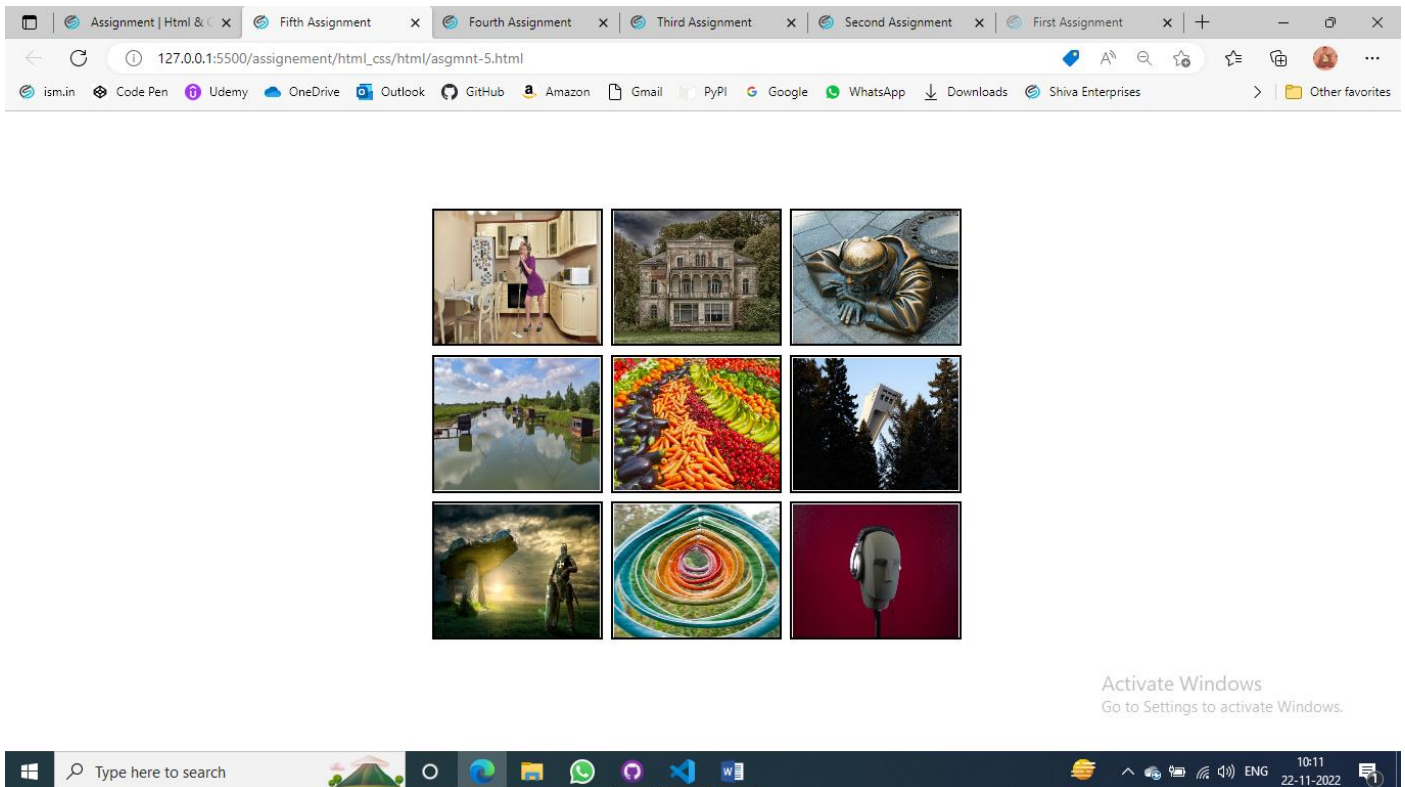 Assignment | Html & C
Fifth Assignment
Fourth Assignment
Third Assignment
Second Assignment
First Assignment
127.0.0.1:5500/assignement/html_css/html/asgmnt-5.html
ism.in Code Pen Udemy OneDrive Outlook GitHub Amazon Gmail PyPI Google WhatsApp Downloads Shiva Enterprises Other favorites
Activate Windows
Go to Settings to activate Windows.
Type here to search
ENG
10:11
22-11-2022